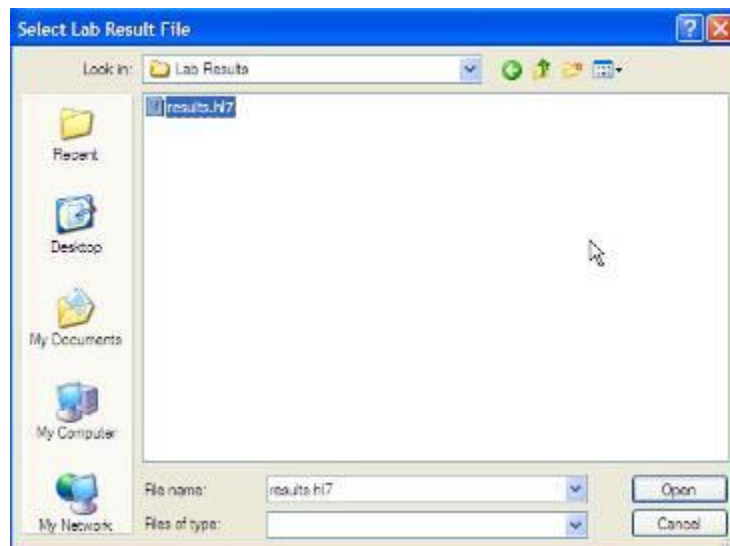 Select Lab Result File
Look in: Lab Results
results.hl7
Recent
Desktop
My Documents
My Computer
My Network
File name: results.hl7 Open
Files of type: Cancel